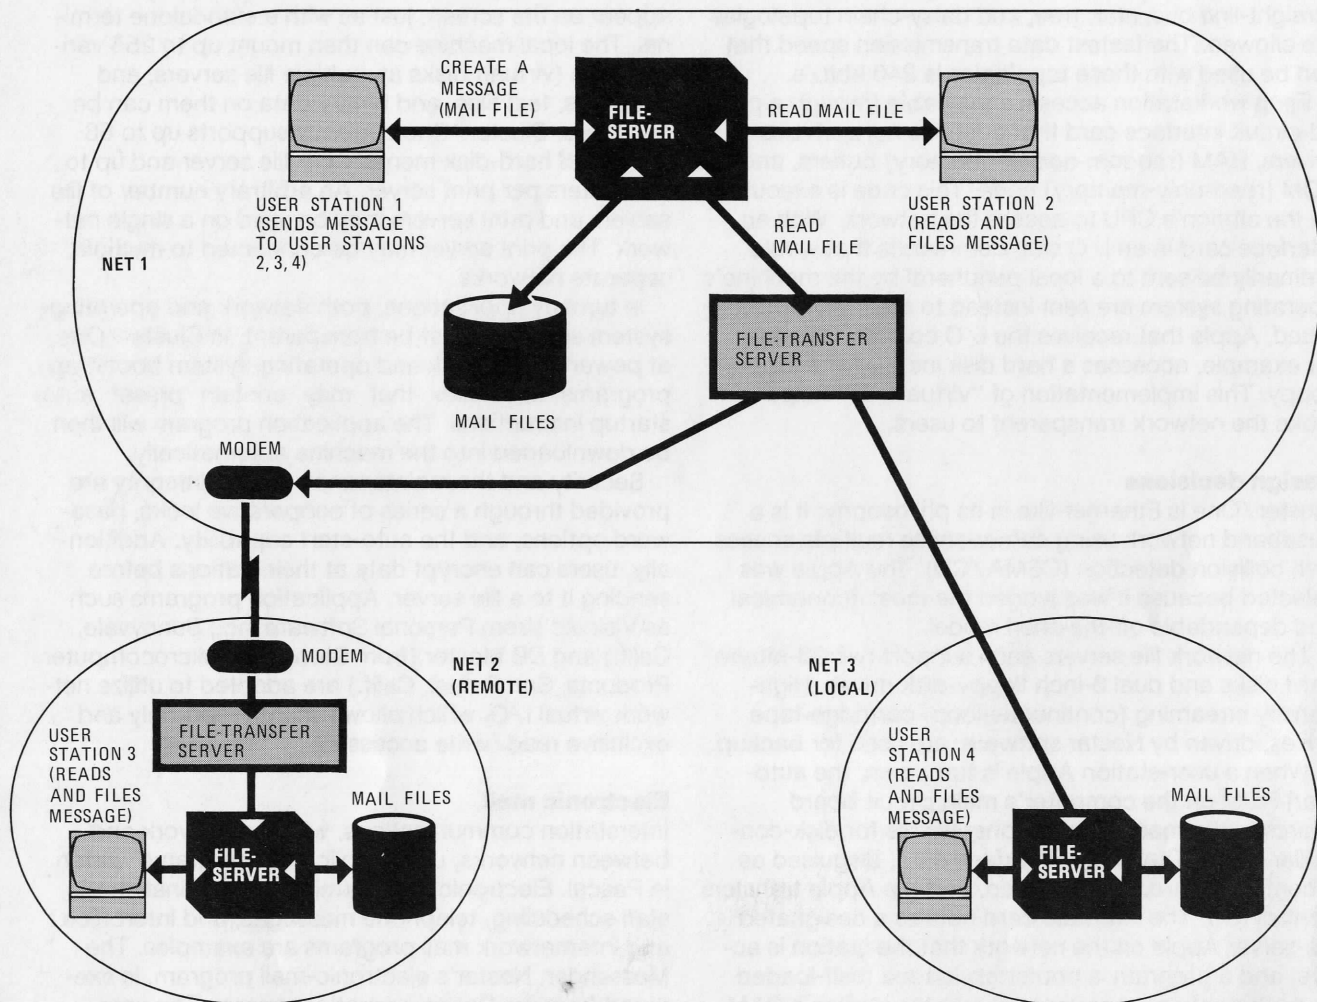 CREATE A
MESSAGE
(MAIL FILE)
FILE-
SERVER
READ MAIL FILE
USER STATION 1
(SENDS MESSAGE
TO USER STATIONS
2, 3, 4)
USER STATION 2
(READS AND
FILES MESSAGE)
READ
MAIL FILE
NET 1
FILE-TRANSFER
SERVER
MAIL FILES
MODEM
MODEM
NET 2
(REMOTE)
NET 3
(LOCAL)
FILE-TRANSFER
SERVER
USER
STATION 3
(READS
AND FILES
MESSAGE)
MAIL FILES
FILE-
SERVER
USER
STATION 4
(READS
AND FILES
MESSAGE)
MAIL FILES
FILE-
SERVER